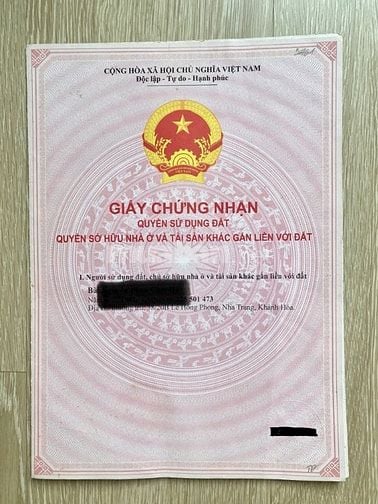 CỘNG HÒA XÃ HỘI CHỦ NGHĨA VIỆT NAM
Độc lập - Tự do - Hạnh phúc
GIẤY CHỨNG NHẬN
QUYỀN SỬ DỤNG ĐẤT
QUYỀN SỞ HỮU NHÀ Ở VÀ TÀI SẢN KHÁC GẮN LIỀN VỚI ĐẤT
I. Người sử dụng đất, chủ sở hữu nhà ở và tài sản khác gắn liền với đất
Bà
501 473
Lê Hồng Phong, Nha Trang, Khánh Hòa.